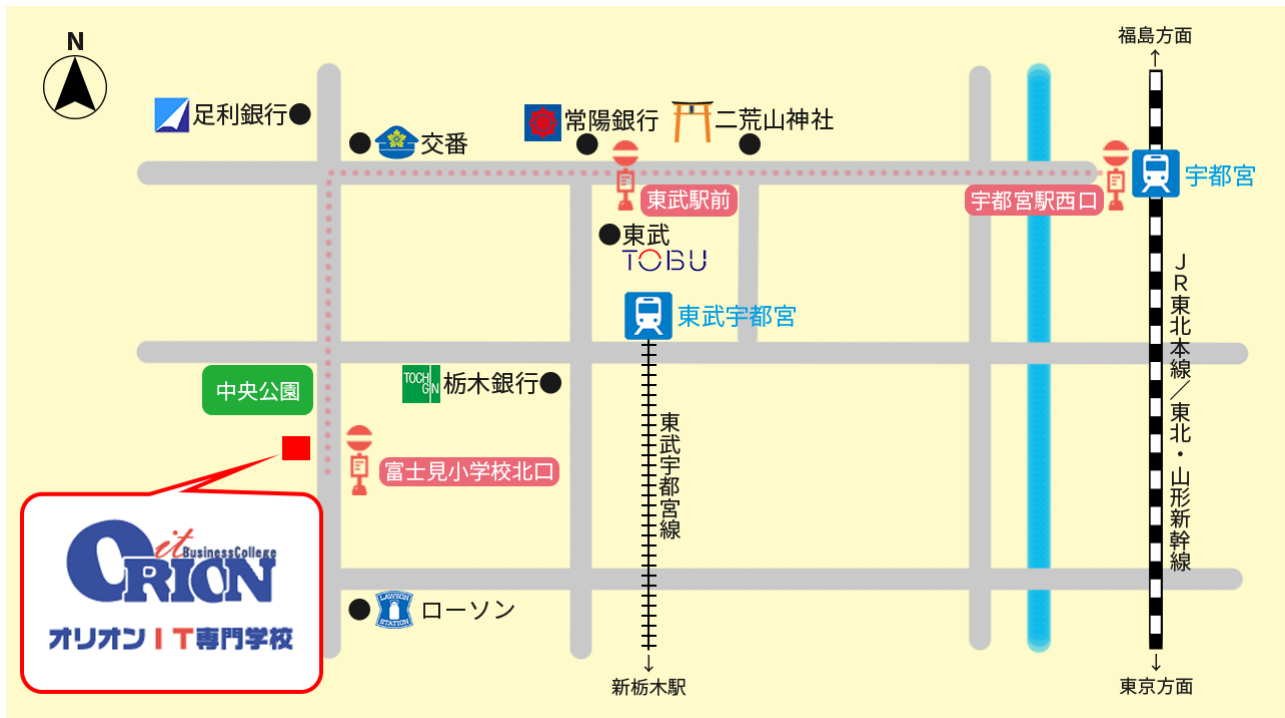 N
福島方面
↑
足利銀行
交番
常陽銀行
二荒山神社
宇都宮
東武駅前
宇都宮駅西口
東武
TOBU
東武宇都宮
JR東北本線／東北・山形新幹線
中央公園
TOCH
GIN
栃木銀行
東武宇都宮線
富士見小学校北口
it
BusinessCollege
ORION
オリオンIT専門学校
LAWSON
STATION
ローソン
↓
新栃木駅
↓
東京方面